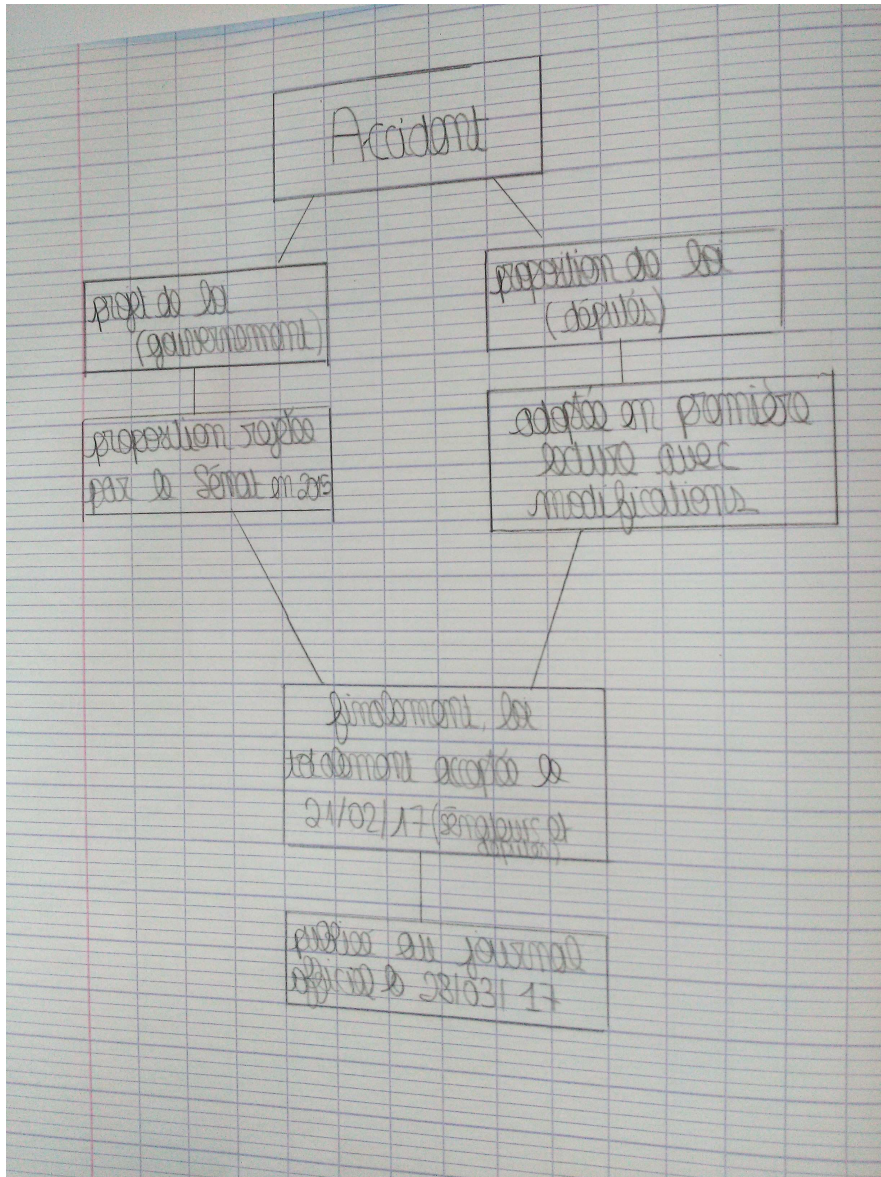 Accident
projet de loi
(gouvernement)
proposition de loi
(députés)
proposition rejetée
par le Sénat en 2015
adoptée en première
lecture avec
modifications
finalement, loi
totalement acceptée le
21/02/17 (sénateurs et
députés)
publiée au journal
officiel le 28/03/17